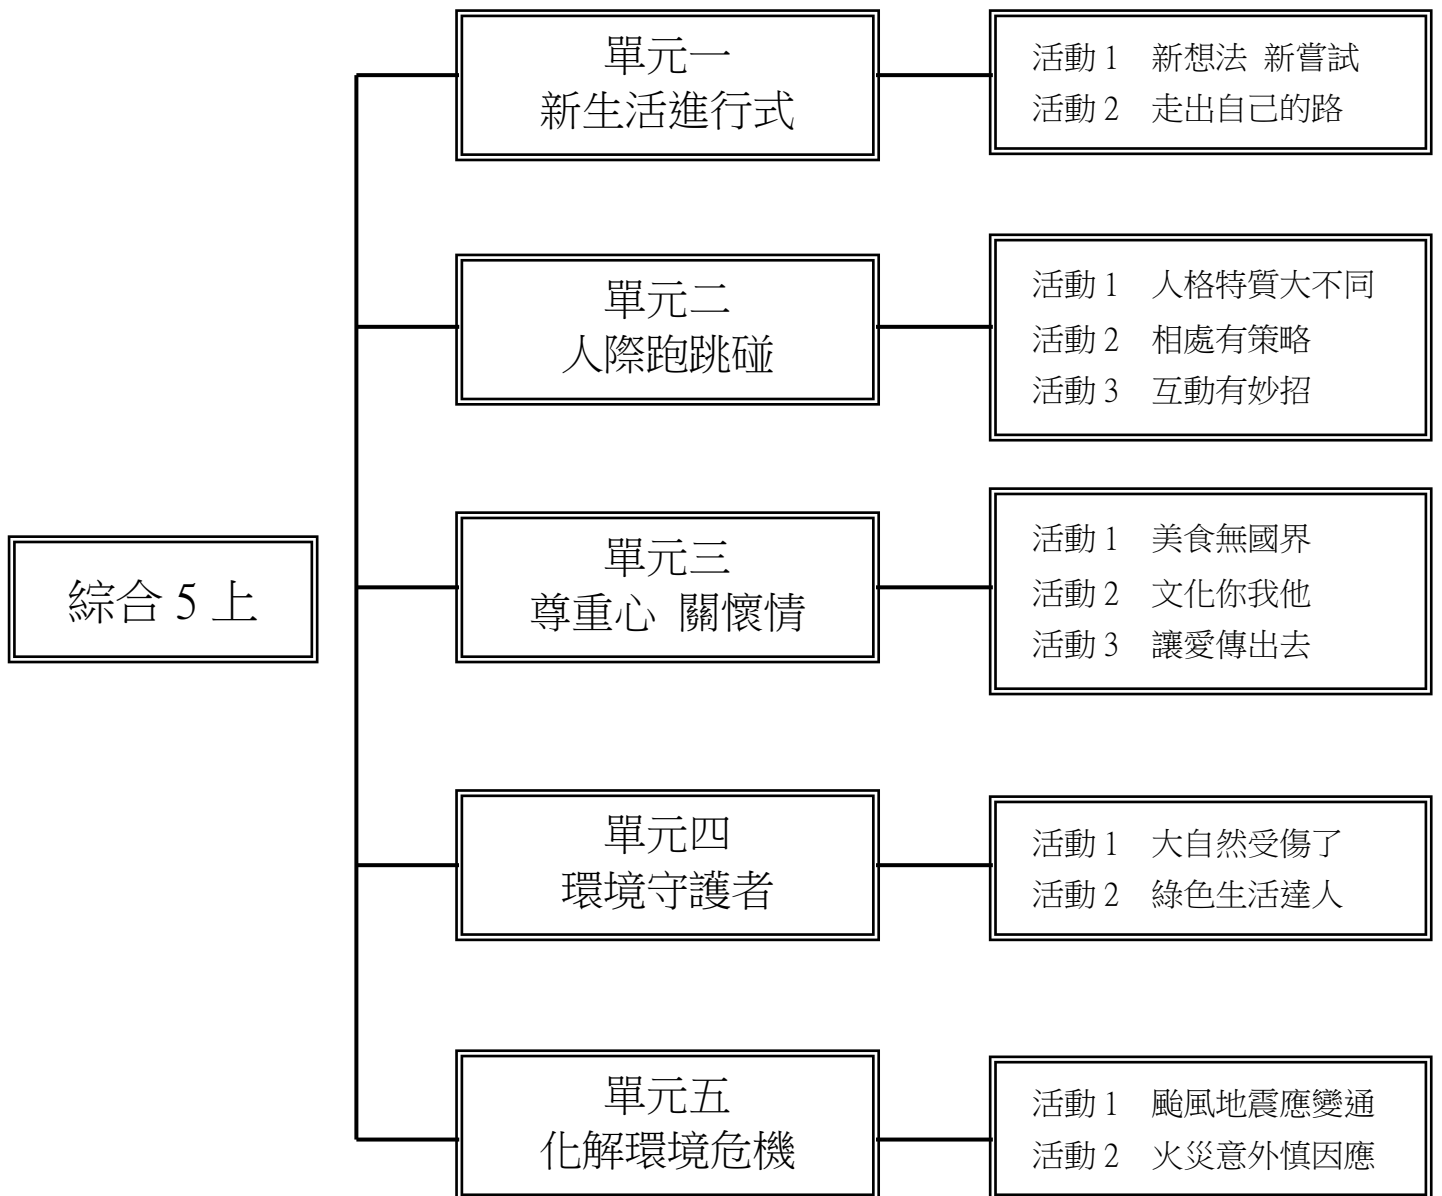 綜合 5 上
單元一
新生活進行式
活動 1 新想法 新嘗試
活動 2 走出自己的路
單元二
人際跑跳碰
活動 1 人格特質大不同
活動 2 相處有策略
活動 3 互動有妙招
單元三
尊重心 關懷情
活動 1 美食無國界
活動 2 文化你我他
活動 3 讓愛傳出去
單元四
環境守護者
活動 1 大自然受傷了
活動 2 綠色生活達人
單元五
化解環境危機
活動 1 颱風地震應變通
活動 2 火災意外慎因應